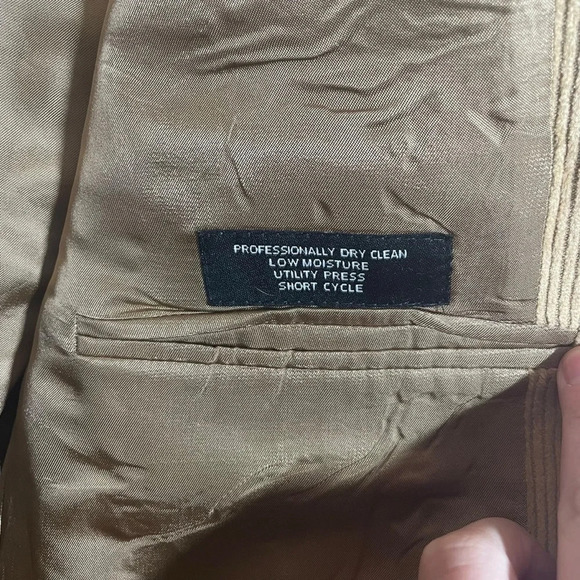 PROFESSIONALLY DRY CLEAN
LOW MOISTURE
UTILITY PRESS
SHORT CYCLE